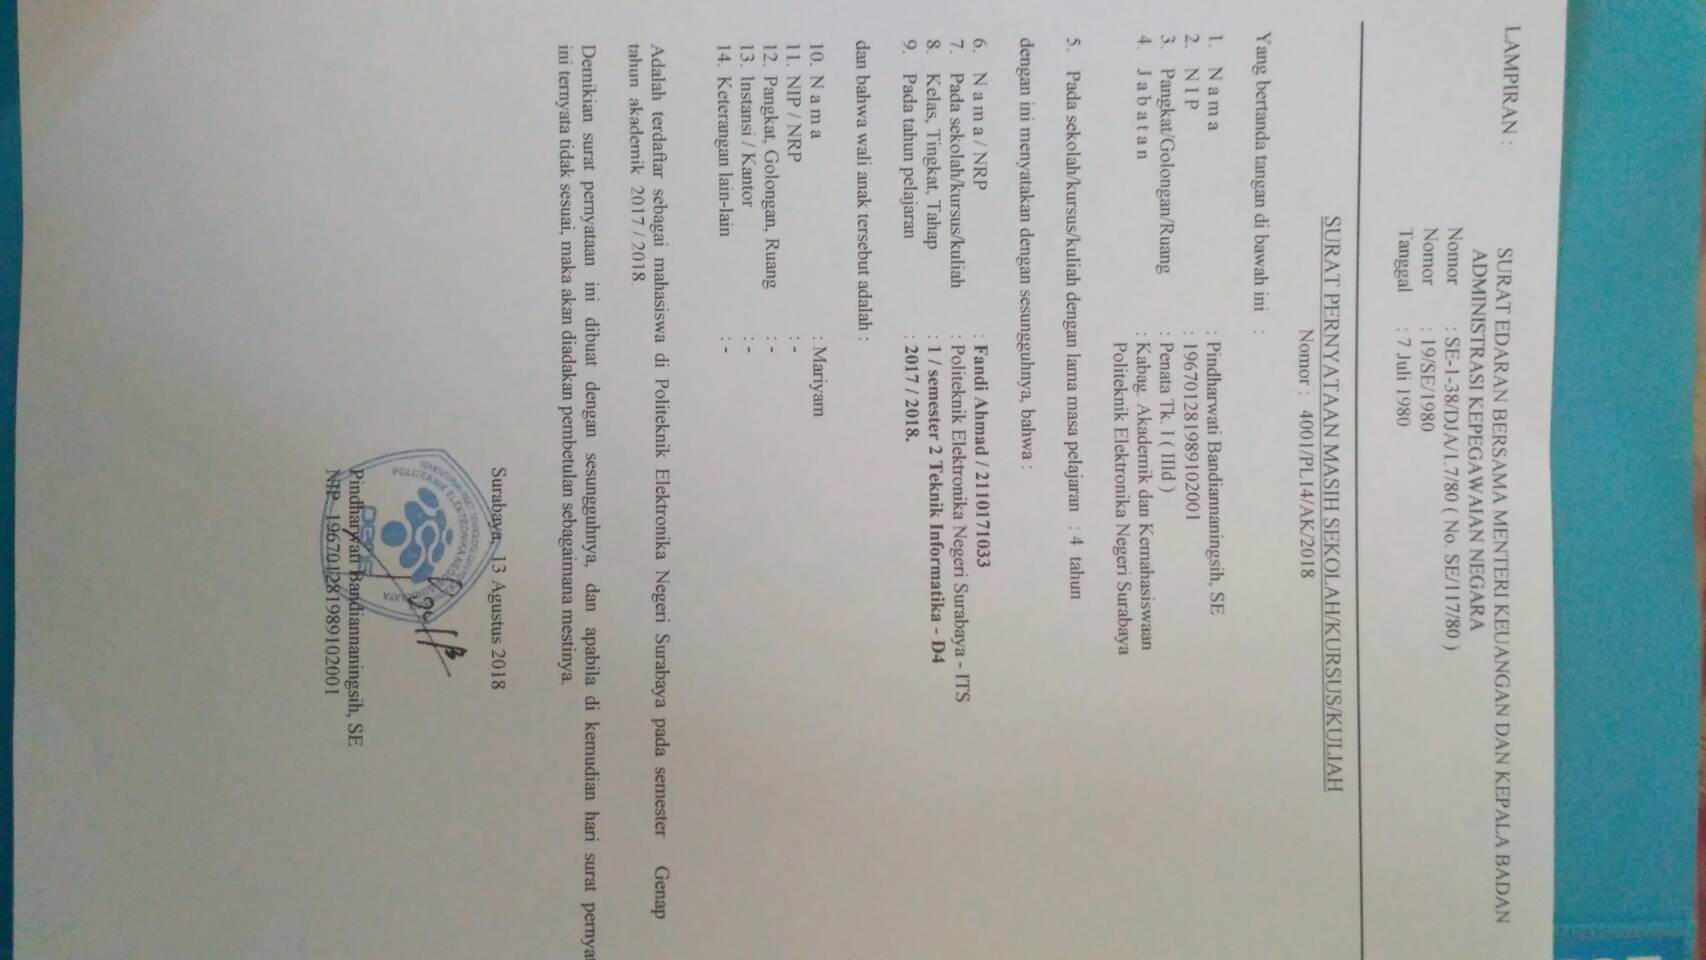 LAMPIRAN :
SURAT EDARAN BERSAMA MENTERI KEUANGAN DAN KEPALA BADAN
ADMINISTRASI KEPEGAWAIAN NEGARA
Nomor : SE-1-38/DJA/1.7/80 ( No. SE/117/80 )
Nomor : 19/SE/1980
Tanggal : 7 Juli 1980
SURAT PERNYATAAN MASIH SEKOLAH/KURSUS/KULIAH
Nomor : 4001/PL14/AK/2018
Yang bertanda tangan di bawah ini :
1. N a m a : Pindharwati Bandiannaningsih, SE
2. N I P : 196701281989102001
3. Pangkat/Golongan/Ruang : Penata Tk. I ( IIId )
4. J a b a t a n : Kabag. Akademik dan Kemahasiswaan
Politeknik Elektronika Negeri Surabaya
5. Pada sekolah/kursus/kuliah dengan lama masa pelajaran : 4 tahun
dengan ini menyatakan dengan sesungguhnya, bahwa :
6. N a m a / NRP : Fandi Ahmad / 2110171033
7. Pada sekolah/kursus/kuliah : Politeknik Elektronika Negeri Surabaya - ITS
8. Kelas, Tingkat, Tahap : 1 / semester 2 Teknik Informatika - D4
9. Pada tahun pelajaran : 2017 / 2018.
dan bahwa wali anak tersebut adalah :
10. N a m a : Mariyam
11. NIP / NRP : -
12. Pangkat, Golongan, Ruang : -
13. Instansi / Kantor : -
14. Keterangan lain-lain : -
Adalah terdaftar sebagai mahasiswa di Politeknik Elektronika Negeri Surabaya pada semester Genap
tahun akademik 2017 / 2018.
Demikian surat pernyataan ini dibuat dengan sesungguhnya, dan apabila di kemudian hari surat pernyat
ini ternyata tidak sesuai, maka akan diadakan pembetulan sebagaimana mestinya.
Surabaya, 13 Agustus 2018
POLITEKNIK ELEKTRONIKA
Pindharwati Bandiannaningsih, SE
NIP. 196701281989102001